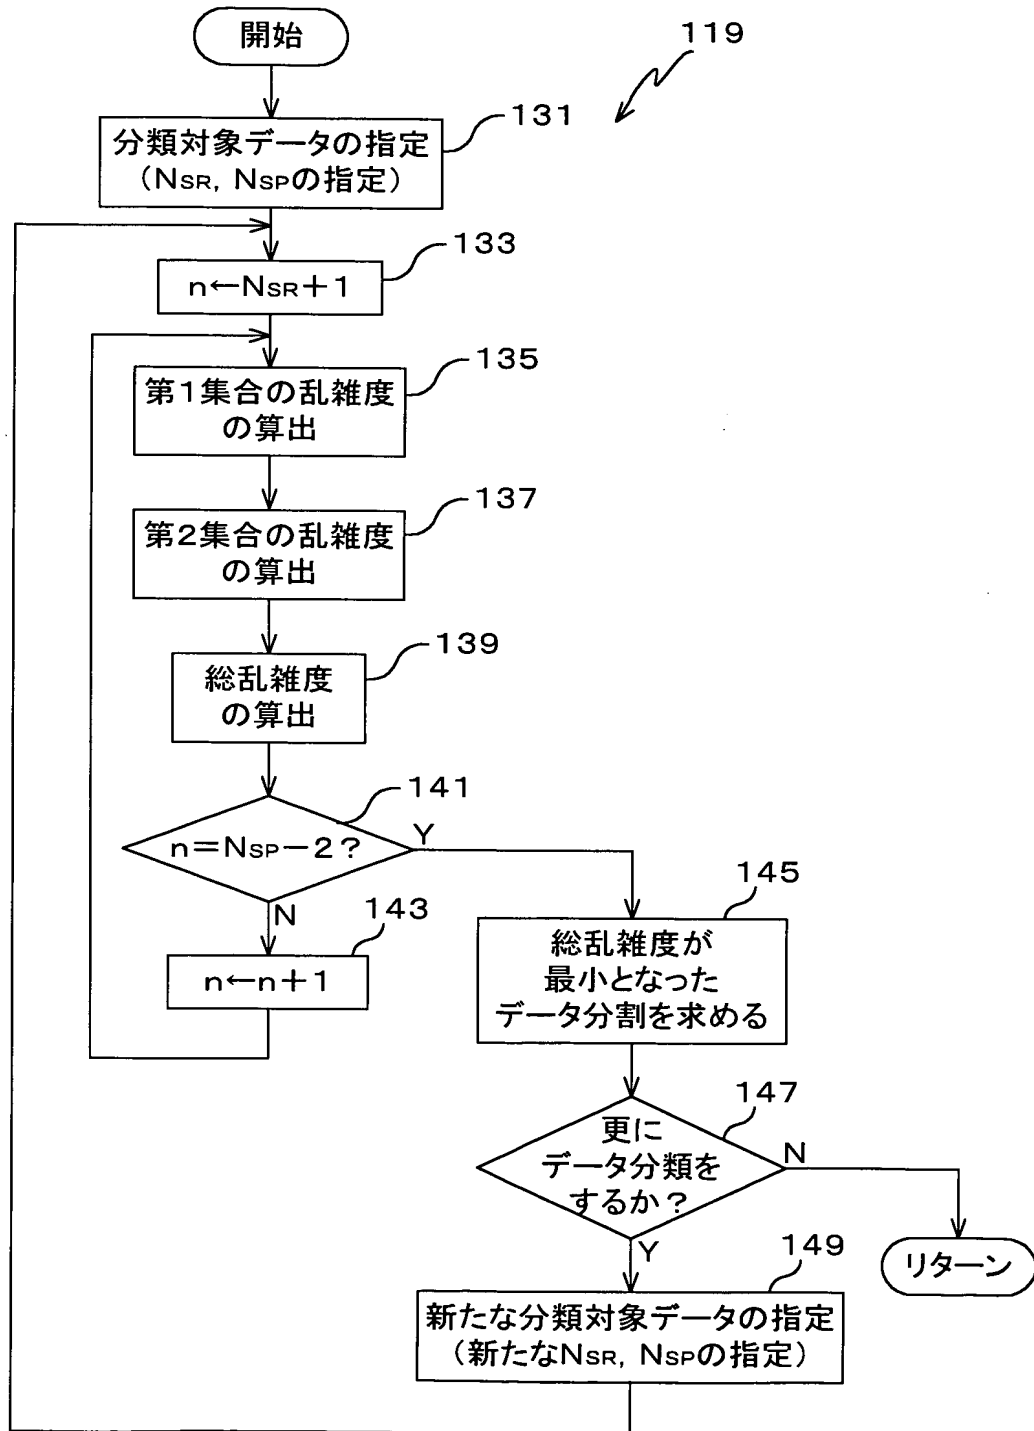 開始
119
131
分類対象データの指定
(NSR, NSPの指定)
133
n←NSR+1
135
第1集合の乱雑度
の算出
137
第2集合の乱雑度
の算出
139
総乱雑度
の算出
141
n=NSP-2?
Y
N
143
n←n+1
145
総乱雑度が
最小となった
データ分割を求める
147
更に
データ分類を
するか?
N
Y
リターン
149
新たな分類対象データの指定
(新たなNSR, NSPの指定)